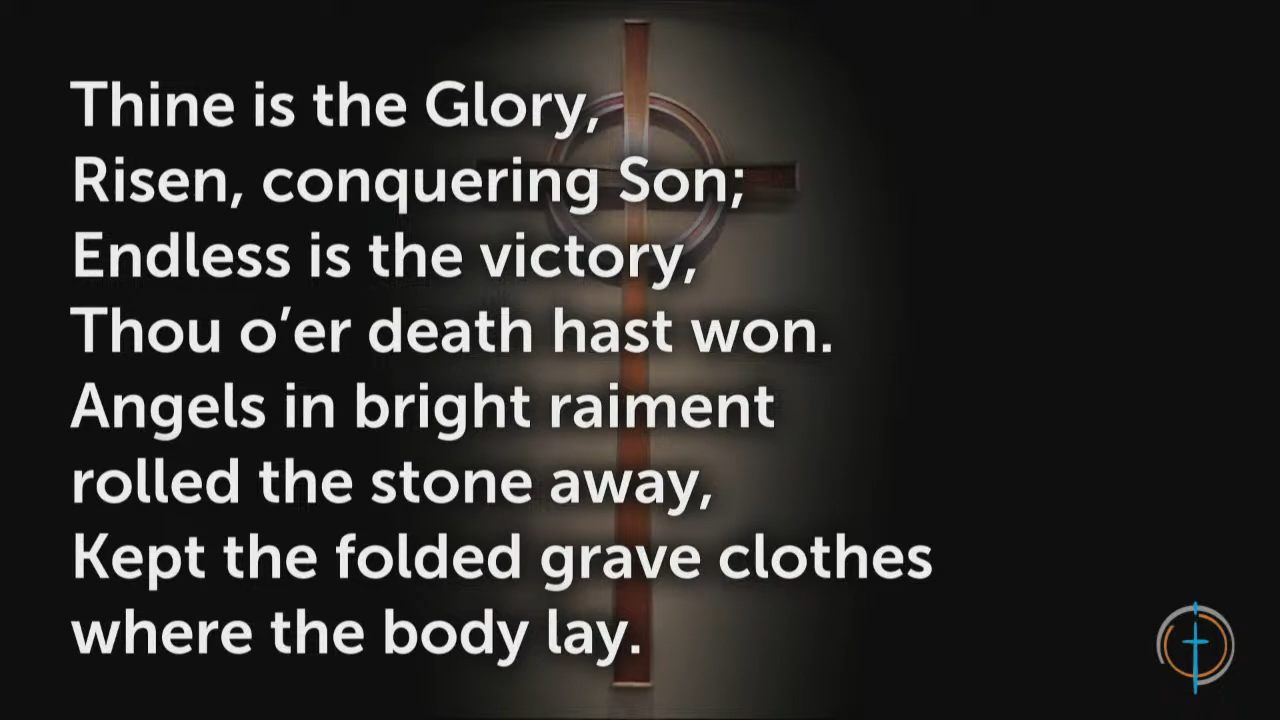 Thine is the Glory,
Risen, conquering Son;
Endless is the victory,
Thou o’er death hast won.
Angels in bright raiment
rolled the stone away,
Kept the folded grave clothes
where the body lay.